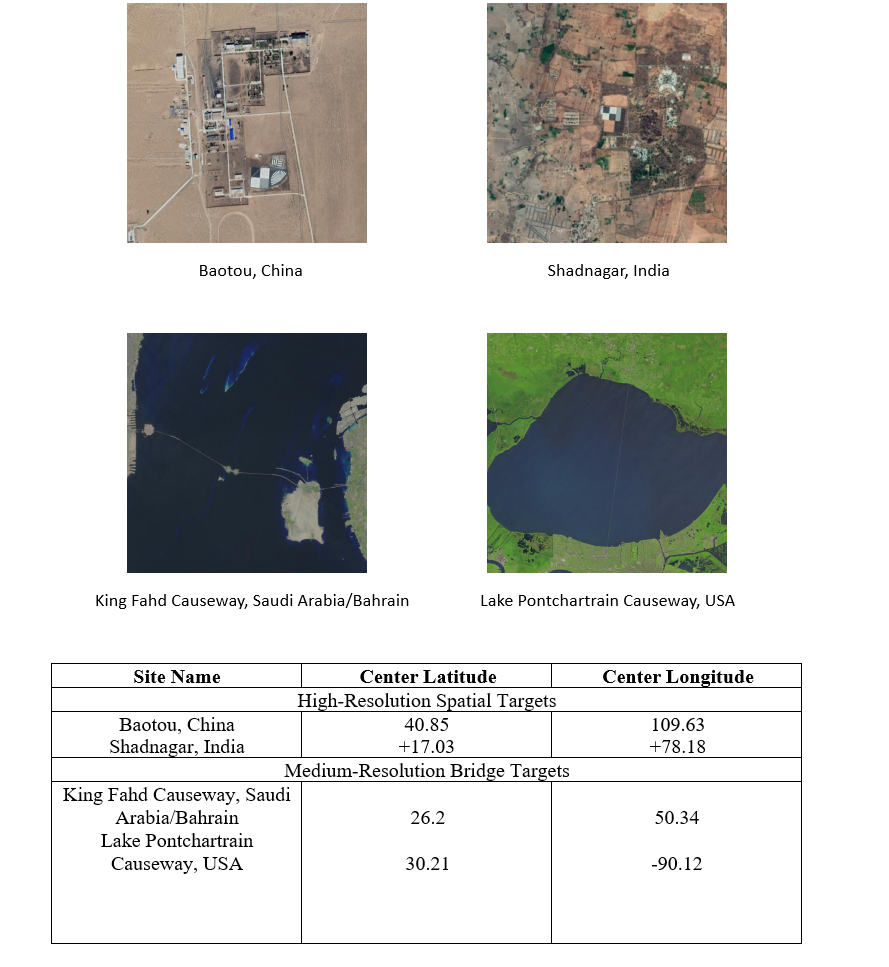 Baotou, China
Shadnagar, India
King Fahd Causeway, Saudi Arabia/Bahrain
Lake Pontchartrain Causeway, USA
Site Name Center Latitude Center Longitude
High-Resolution Spatial Targets
Baotou, China 40.85 109.63
Shadnagar, India +17.03 +78.18
Medium-Resolution Bridge Targets
King Fahd Causeway, Saudi
Arabia/Bahrain 26.2 50.34
Lake Pontchartrain
Causeway, USA 30.21 -90.12